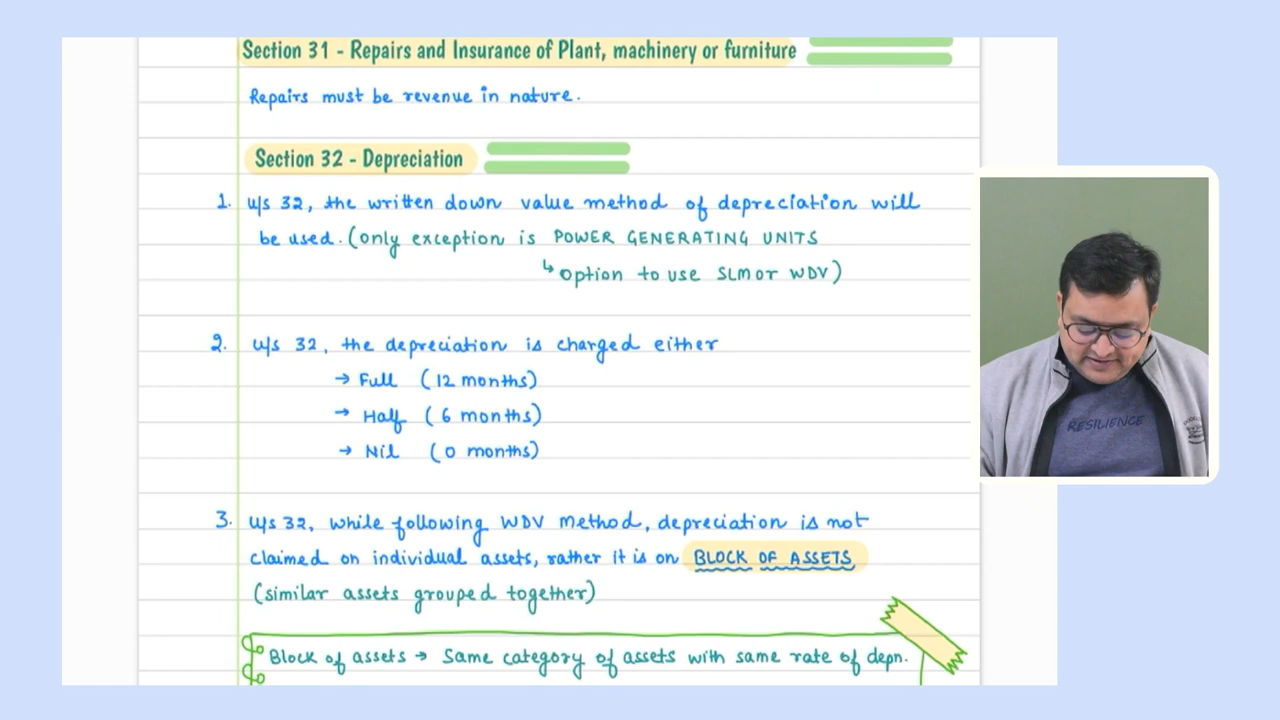 Section 31 - Repairs and Insurance of Plant, machinery or furniture
Repairs must be revenue in nature.
Section 32 - Depreciation
1. u/s 32, the written down value method of depreciation will
be used. (only exception is POWER GENERATING UNITS
↳ option to use SLM or WDV)
2. u/s 32, the depreciation is charged either
→ Full (12 months)
→ Half (6 months)
→ Nil (0 months)
3. u/s 32, while following WDV method, depreciation is not
claimed on individual assets, rather it is on BLOCK OF ASSETS
(similar assets grouped together)
Block of assets → Same category of assets with same rate of depn.
RESILIENCE